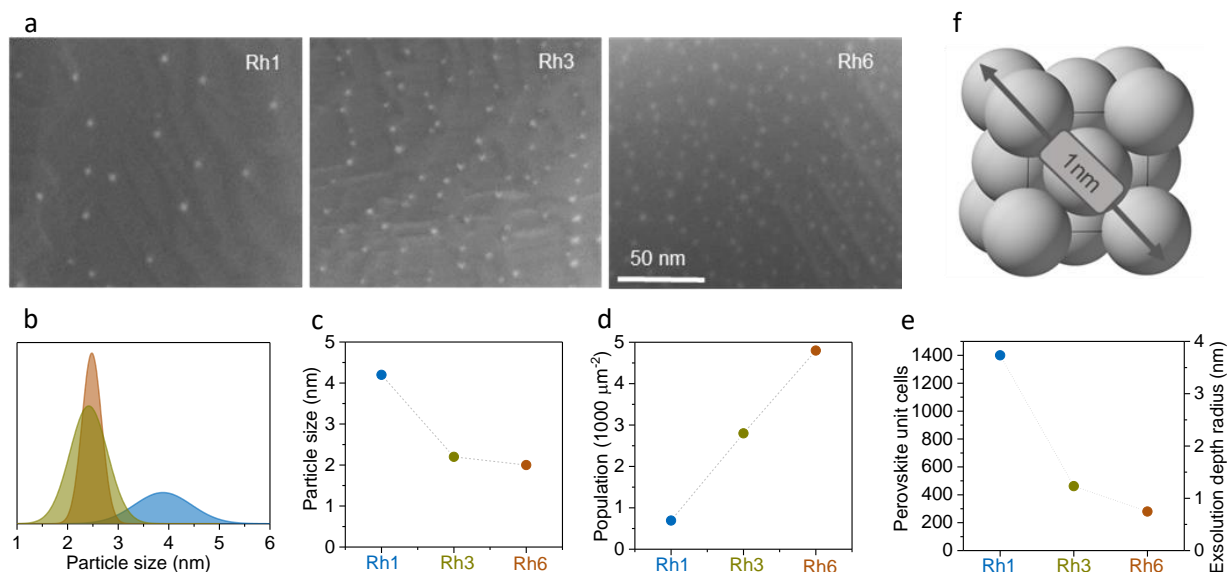 a
Rh1
Rh3
Rh6
50 nm
f
1nm
b
1 2 3 4 5 6
Particle size (nm)
c
5
4
3
2
1
0
Particle size (nm)
Rh1 Rh3 Rh6
d
5
4
3
2
1
0
Population (1000 μm⁻²)
Rh1 Rh3 Rh6
e
1400
1200
1000
800
600
400
200
0
Perovskite unit cells
4
3
2
1
0
Exsolution depth radius (nm)
Rh1 Rh3 Rh6